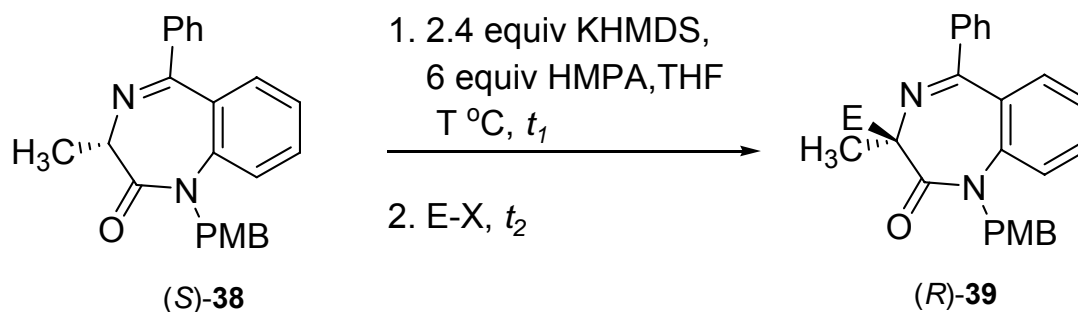 Ph
N
H₃C
O
N
PMB
(S)-38
1. 2.4 equiv KHMDS,
6 equiv HMPA,THF
T °C, t₁
2. E-X, t₂
Ph
N
E
H₃C
O
N
PMB
(R)-39